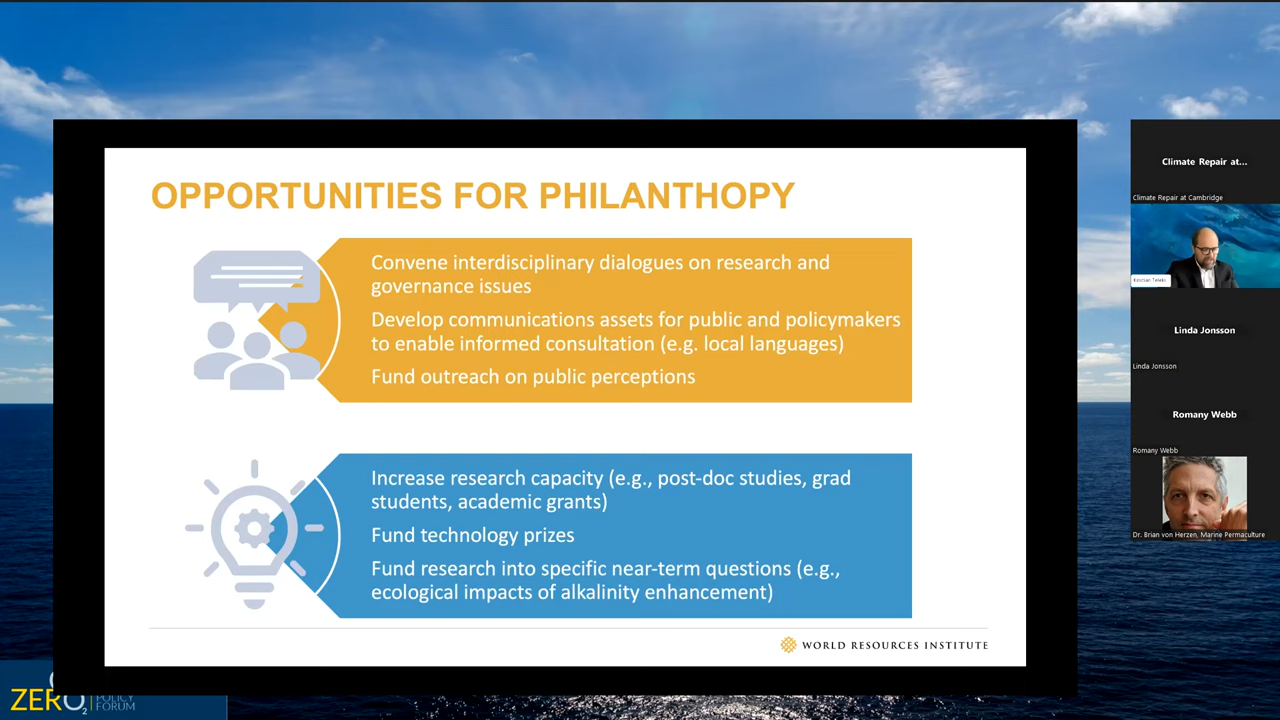 OPPORTUNITIES FOR PHILANTHOPY
Convene interdisciplinary dialogues on research and
governance issues
Develop communications assets for public and policymakers
to enable informed consultation (e.g. local languages)
Fund outreach on public perceptions
Increase research capacity (e.g., post-doc studies, grad
students, academic grants)
Fund technology prizes
Fund research into specific near-term questions (e.g.,
ecological impacts of alkalinity enhancement)
WORLD RESOURCES INSTITUTE
Climate Repair at...
Climate Repair at Cambridge
Kristian Teleki
Linda Jonsson
Linda Jonsson
Romany Webb
Romany Webb
Dr. Brian von Herzen, Marine Permaculture
ZERO2
POLICY
FORUM